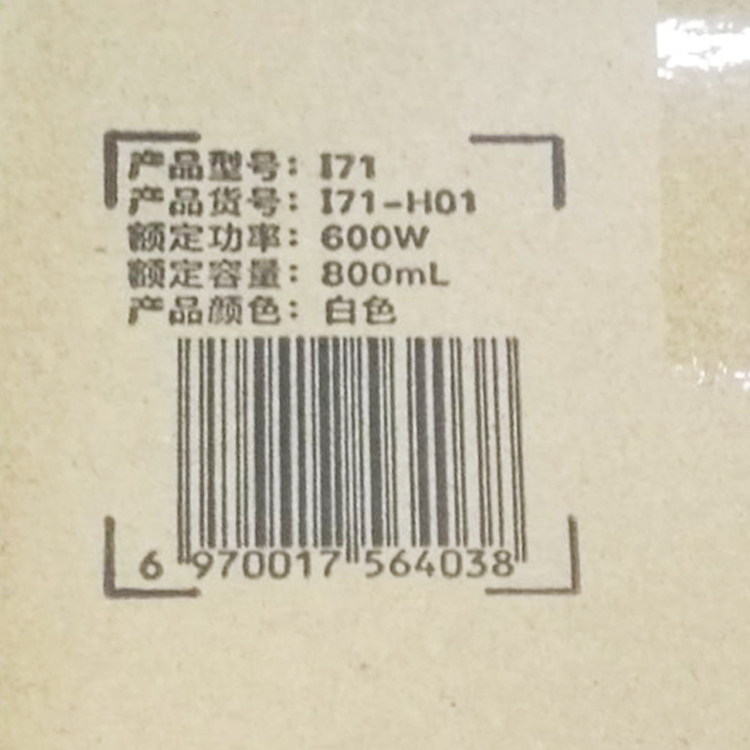 产品型号：I71
产品货号：I71-H01
额定功率：600W
额定容量：800mL
产品颜色：白色
6 970017 564038